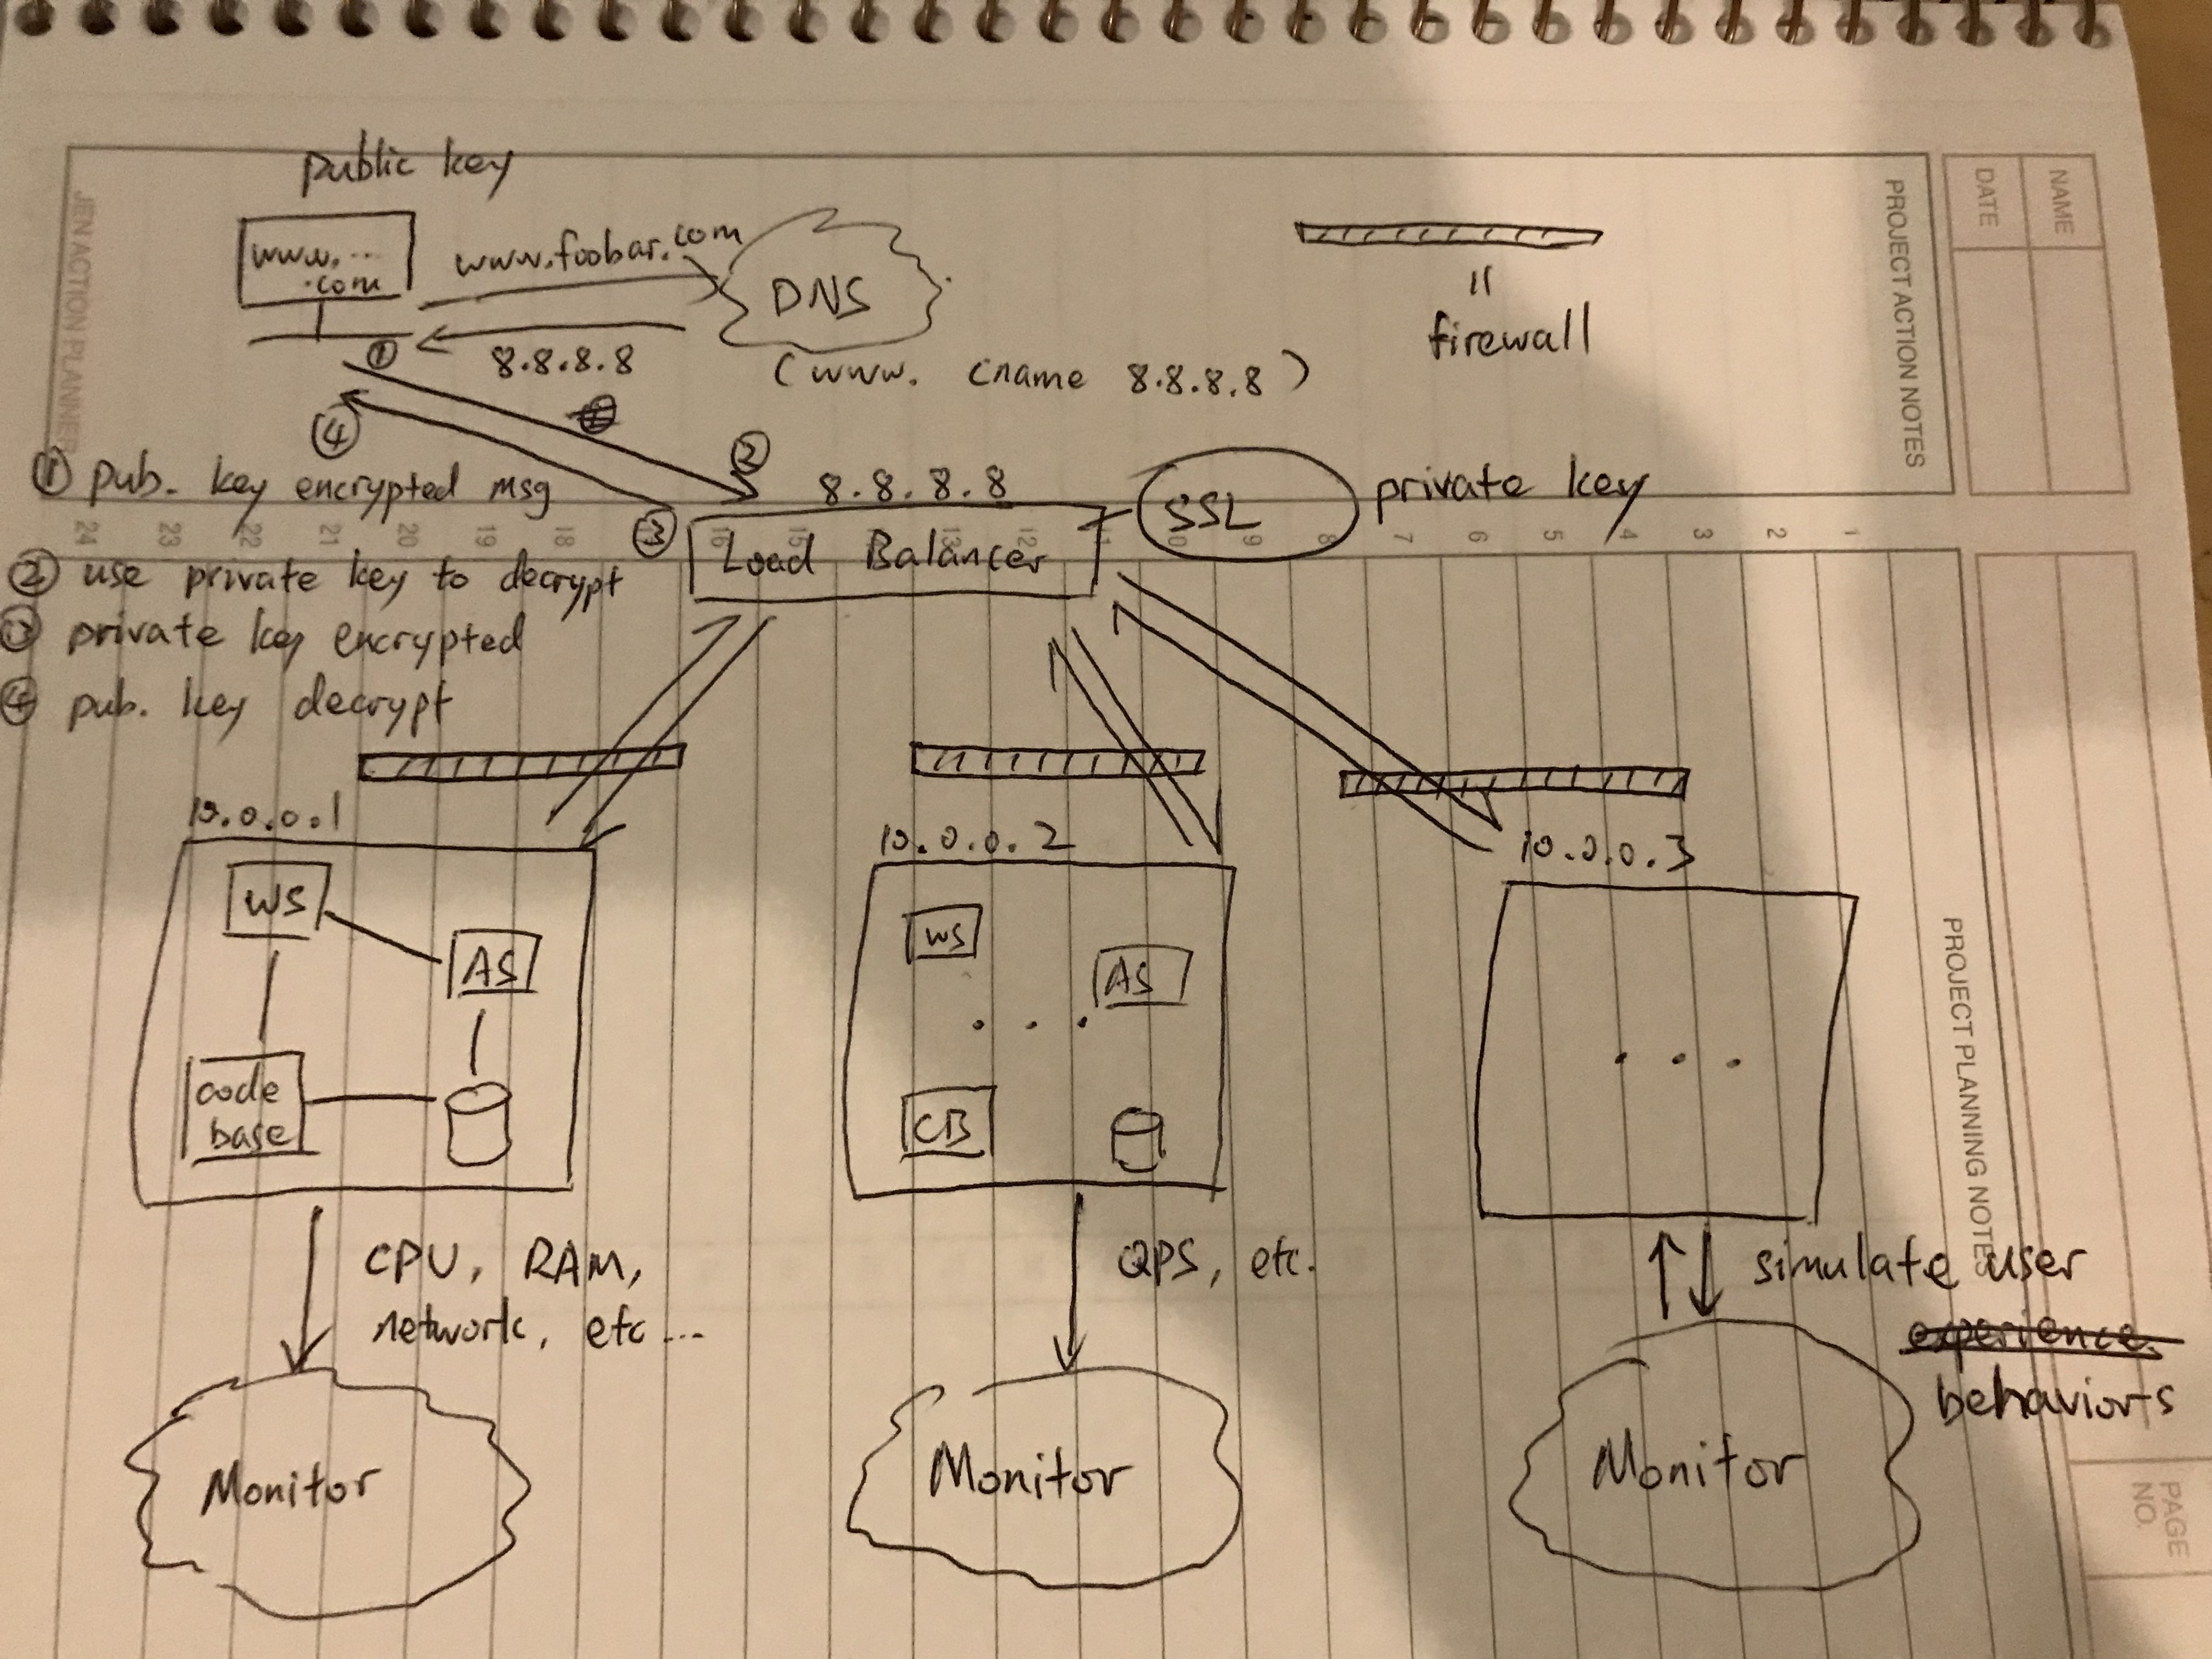 public key
www....
.com
www.foobar.com
DNS
8.8.8.8
(www. cname 8.8.8.8)
"
firewall
①
④
②
③
① pub. key encrypted msg
② use private key to decrypt
③ private key encrypted
④ pub. key decrypt
8.8.8.8
Load Balancer
SSL
private key
10.0.0.1
WS
AS
code
base
10.0.0.2
WS
AS
...
CB
10.0.0.3
...
CPU, RAM,
network, etc...
QPS, etc.
simulate user
experience
behaviors
Monitor
Monitor
Monitor
JEN ACTION PLANNER
PROJECT ACTION NOTES
DATE
NAME
24 23 22 21 20 19 18 16 15 13 12 11 10 9 8 7 6 5 4 3 2 1
PROJECT PLANNING NOTES
PAGE
NO.